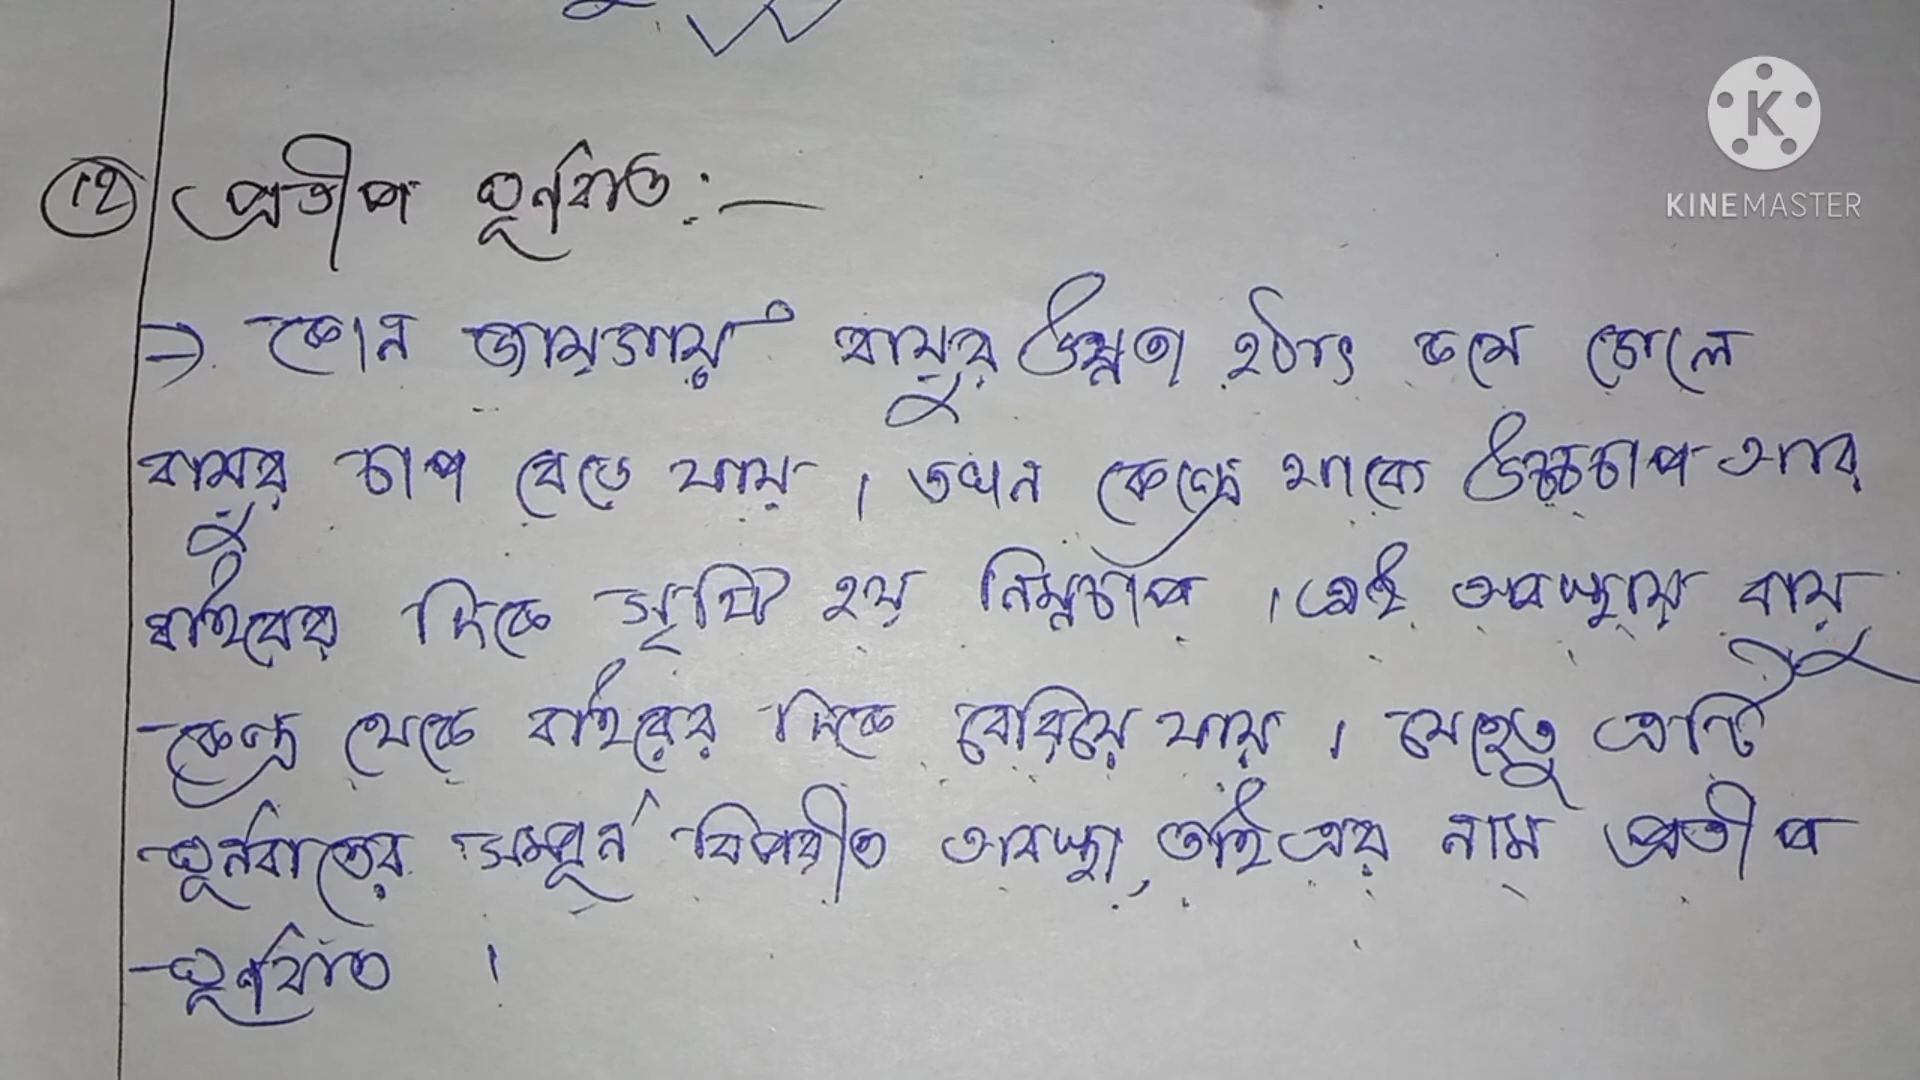 ১২ প্রতীপ ঘূর্ণবাত :—
⇒ কোন জায়গায় বায়ুর উষ্ণতা হঠাৎ কমে গেলে
বায়ুর চাপ বেড়ে যায় । তখন কেন্দ্রে থাকে উচ্চচাপ আর
বাইরের দিকে সৃষ্টি হয় নিম্নচাপ । এই অবস্থায় বায়ু
কেন্দ্র থেকে বাইরের দিকে বেরিয়ে যায় । যেহেতু এটি
ঘূর্ণবাতের সম্পূর্ন বিপরীত অবস্থা, তাই এর নাম প্রতীপ
ঘূর্ণবাত ।
K
KINEMASTER